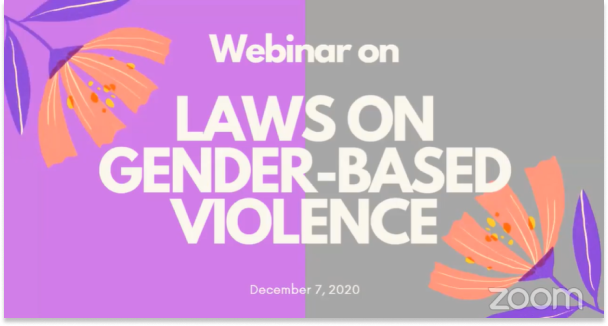 Webinar on
LAWS ON
GENDER-BASED
VIOLENCE
December 7, 2020
zoom